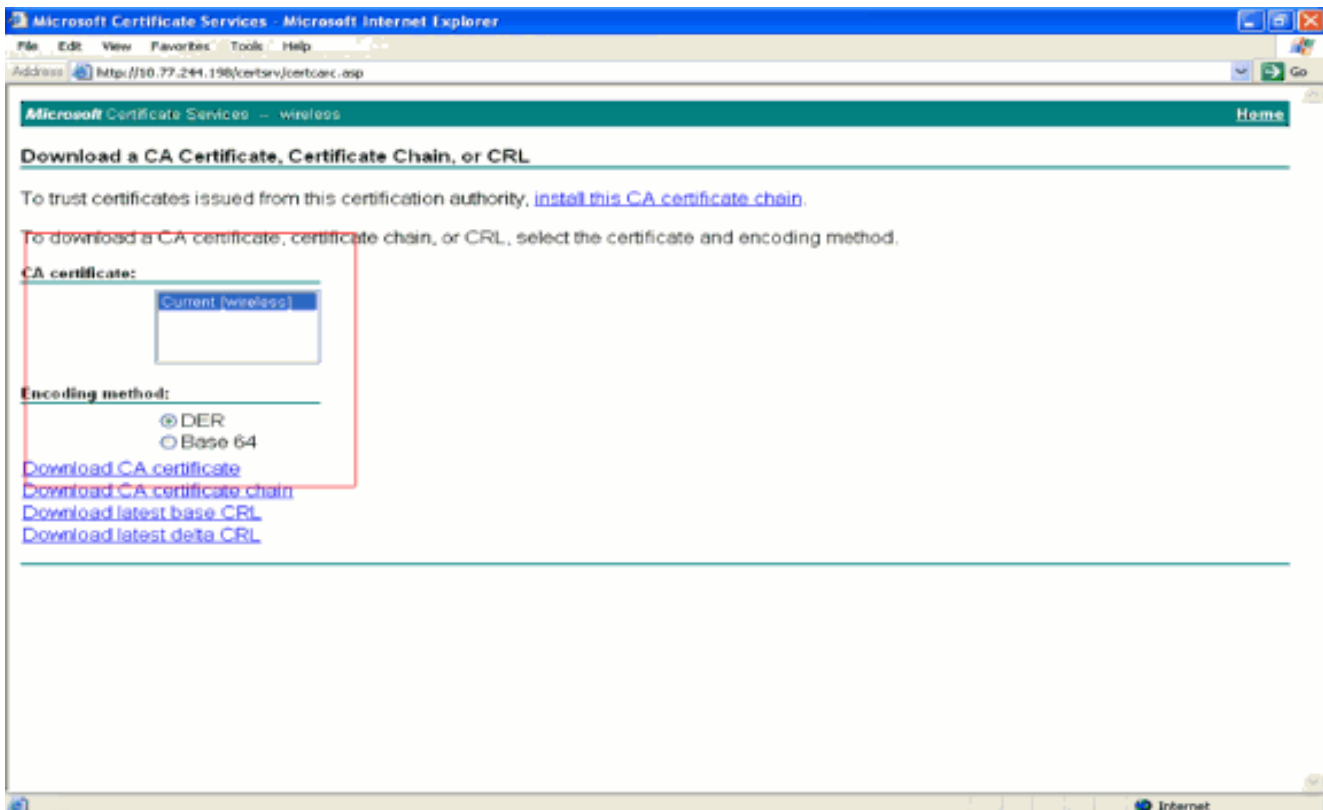 Microsoft Certificate Services - Microsoft Internet Explorer
File Edit View Favorites Tools Help
Address http://10.77.244.198/certsrv/certcarc.asp Go
Microsoft Certificate Services -- wireless Home
Download a CA Certificate, Certificate Chain, or CRL
To trust certificates issued from this certification authority, install this CA certificate chain.
To download a CA certificate, certificate chain, or CRL, select the certificate and encoding method.
CA certificate:
Current [wireless]
Encoding method:
DER
Base 64
Download CA certificate
Download CA certificate chain
Download latest base CRL
Download latest delta CRL
Internet